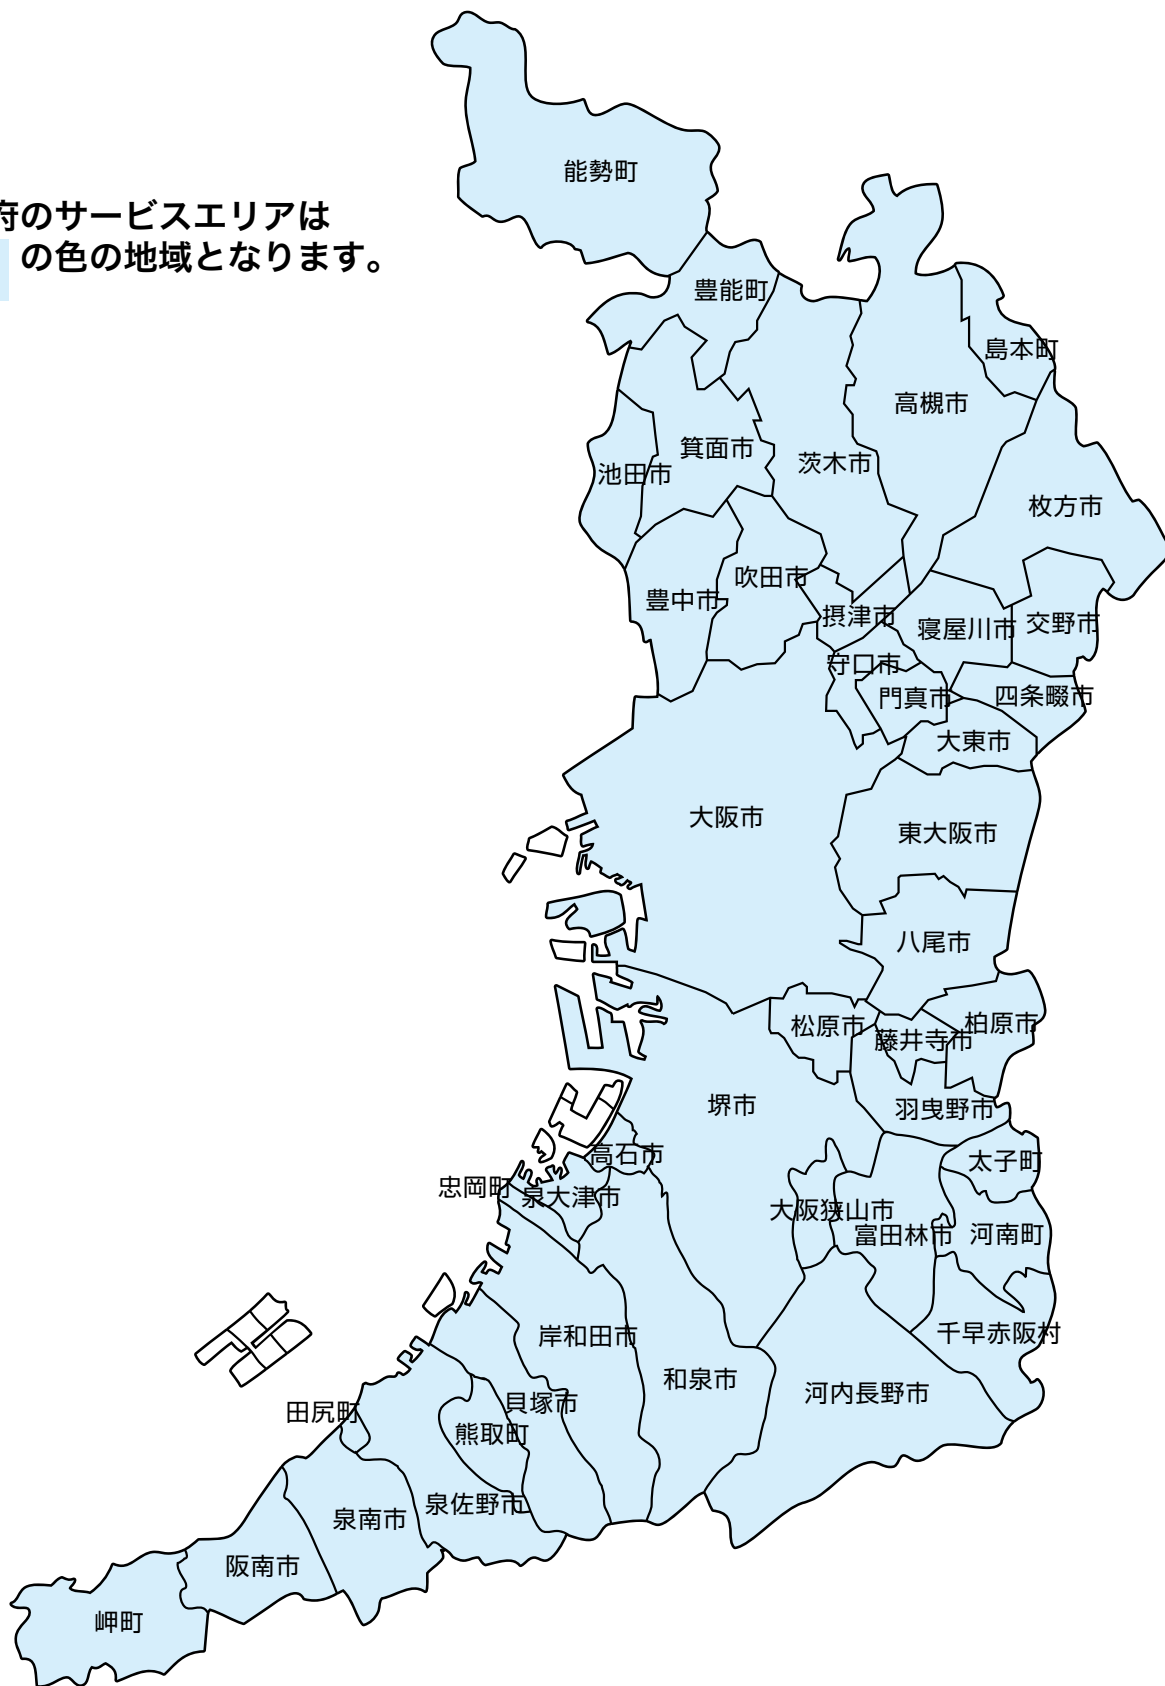 能勢町
府のサービスエリアは
の色の地域となります。
豊能町
島本町
高槻市
箕面市
茨木市
池田市
枚方市
吹田市
豊中市
摂津市
寝屋川市
交野市
守口市
門真市
四条畷市
大東市
大阪市
東大阪市
八尾市
松原市
藤井寺市
柏原市
堺市
羽曳野市
高石市
太子町
忠岡町
泉大津市
大阪狭山市
富田林市
河南町
岸和田市
千早赤阪村
和泉市
河内長野市
貝塚市
田尻町
熊取町
泉佐野市
泉南市
阪南市
岬町